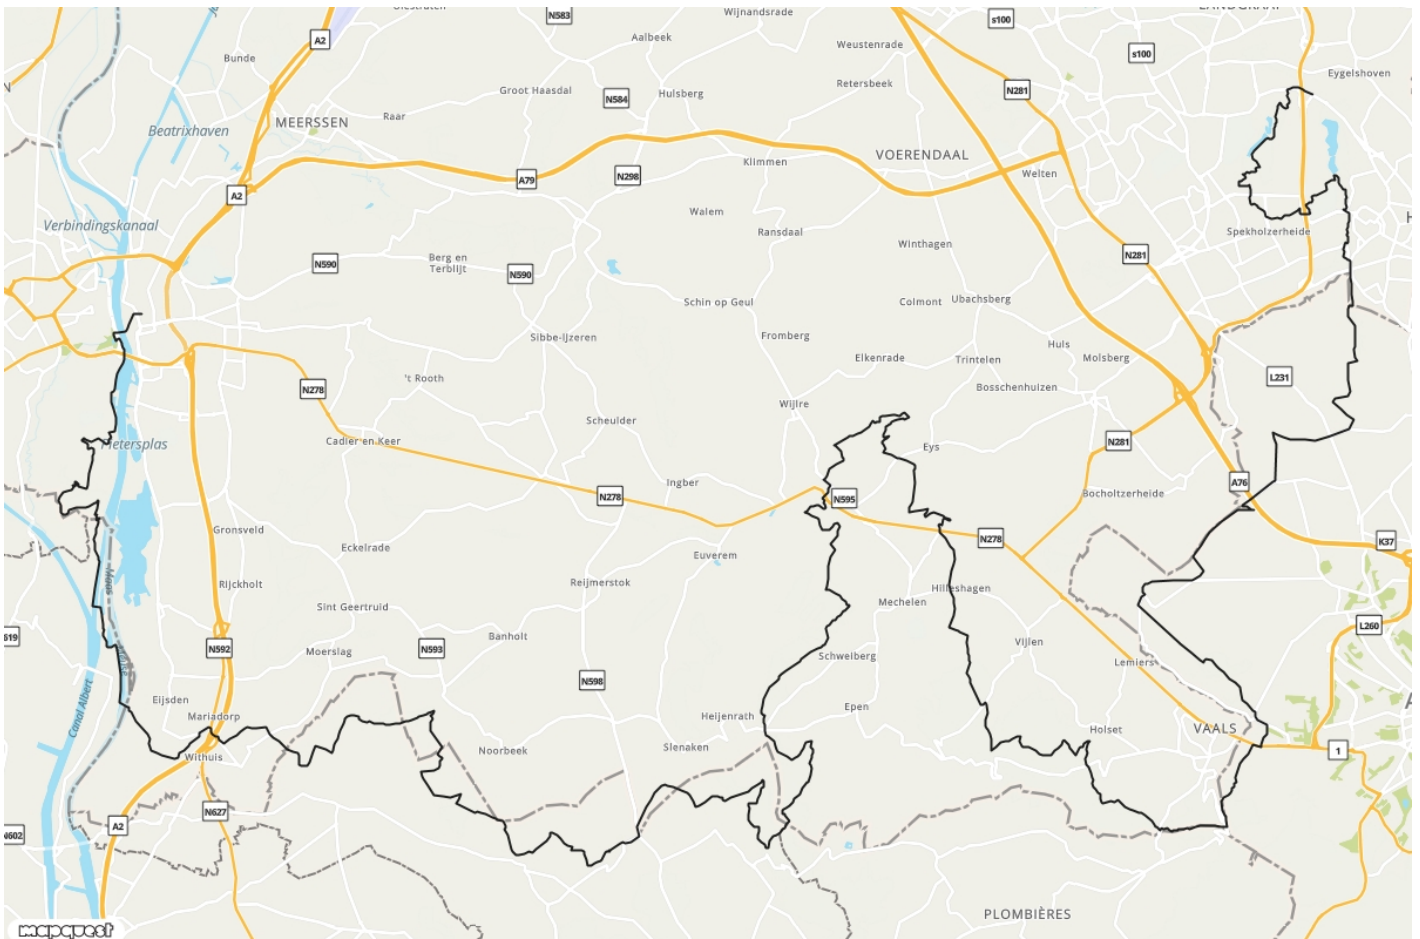 N583
Wijnandsrade
s100
A2
Aalbeek
Weustenrade
s100
Bunde
Eygelshoven
Groot Haasdal
N584
Hulsberg
Retersbeek
N281
MEERSSEN
Raar
Beatrixhaven
VOERENDAAL
Klimmen
A79
N298
Welten
A2
Walem
Verbindingskanaal
Ransdaal
Spekholzerheide
Winthagen
N281
N590
Berg en
Terblijt
N590
Schin op Geul
Colmont
Ubachsberg
Sibbe-IJzeren
Fromberg
Huls
Elkenrade
Trintelen
Molsberg
't Rooth
L231
N278
Bosschenhuizen
Wijlre
Scheulder
Cadier en Keer
N281
Pietersplas
Eys
Ingber
A76
N278
N595
Bocholtzerheide
Gronsveld
N278
K37
Eckelrade
Euverem
Maas
Rijckholt
Reijmerstok
Hilleshagen
Mechelen
Sint Geertruid
L260
Banholt
N592
Moerslag
N593
Vijlen
Schweiberg
Lemiers
N598
Eijsden
Canal Albert
Epen
Mariadorp
Heijenrath
VAALS
Holset
Slenaken
Noorbeek
1
Withuis
N627
A2
N602
PLOMBIÈRES
mapquest